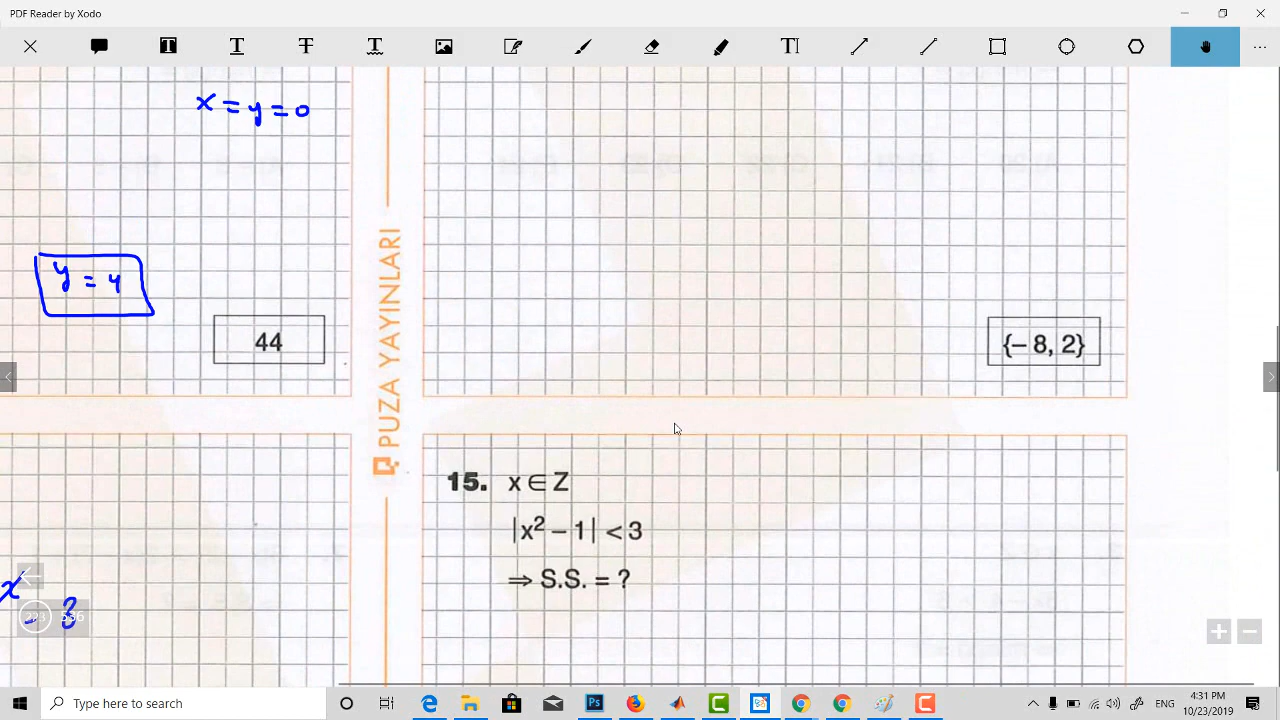 PDF Reader by Xodo
x = y = 0
y = 4
44
PUZA YAYINLARI
{– 8, 2}
15. x ∈ Z
|x² – 1| < 3
⇒ S.S. = ?
x
= 3
Type here to search
4:31 PM
10/23/2019